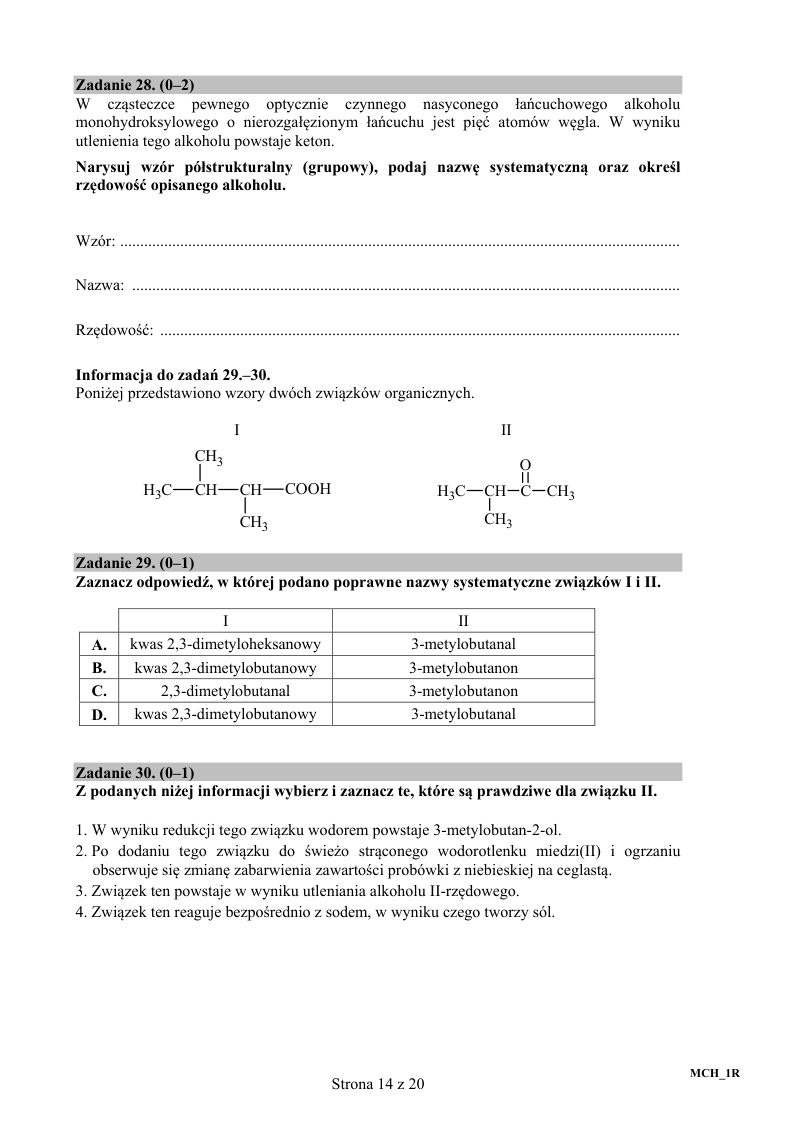 Zadanie 28. (0–2)
W cząsteczce pewnego optycznie czynnego nasyconego łańcuchowego alkoholu
monohydroksylowego o nierozgałęzionym łańcuchu jest pięć atomów węgla. W wyniku
utlenienia tego alkoholu powstaje keton.
Narysuj wzór półstrukturalny (grupowy), podaj nazwę systematyczną oraz określ
rzędowość opisanego alkoholu.
Wzór: ............................................................................................................................................
Nazwa: .........................................................................................................................................
Rzędowość: ..................................................................................................................................
Informacja do zadań 29.–30.
Poniżej przedstawiono wzory dwóch związków organicznych.
I II
CH3
H3C—CH—CH—COOH
CH3
O
H3C—CH—C—CH3
CH3
Zadanie 29. (0–1)
Zaznacz odpowiedź, w której podano poprawne nazwy systematyczne związków I i II.
I II
A. kwas 2,3-dimetyloheksanowy 3-metylobutanal
B. kwas 2,3-dimetylobutanowy 3-metylobutanon
C. 2,3-dimetylobutanal 3-metylobutanon
D. kwas 2,3-dimetylobutanowy 3-metylobutanal
Zadanie 30. (0–1)
Z podanych niżej informacji wybierz i zaznacz te, które są prawdziwe dla związku II.
1. W wyniku redukcji tego związku wodorem powstaje 3-metylobutan-2-ol.
2. Po dodaniu tego związku do świeżo strąconego wodorotlenku miedzi(II) i ogrzaniu
obserwuje się zmianę zabarwienia zawartości probówki z niebieskiej na ceglastą.
3. Związek ten powstaje w wyniku utleniania alkoholu II-rzędowego.
4. Związek ten reaguje bezpośrednio z sodem, w wyniku czego tworzy sól.
MCH_1R
Strona 14 z 20